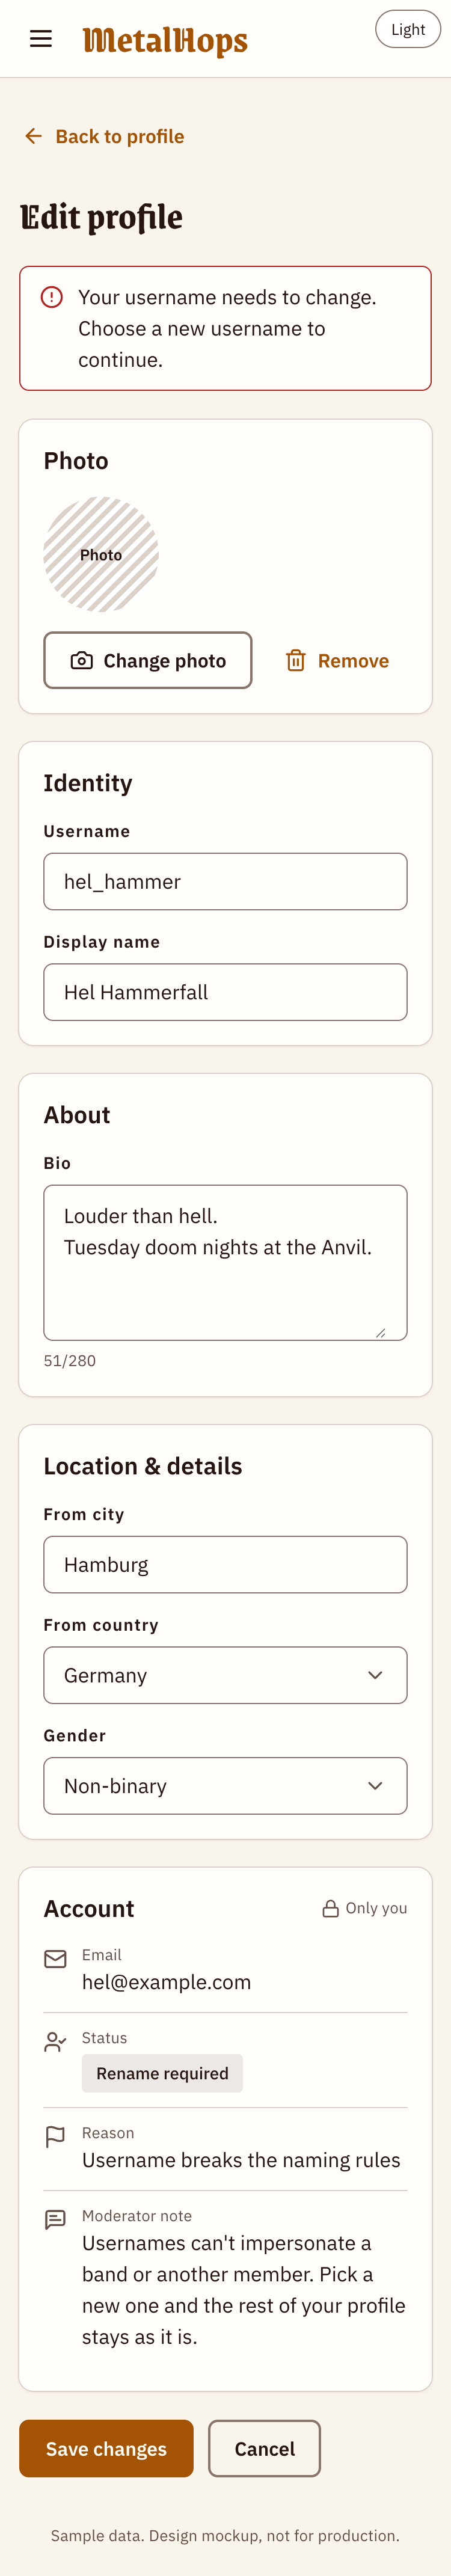 MetalHops
Light
Back to profile
Edit profile
Your username needs to change.
Choose a new username to
continue.
Photo
Photo
Change photo
Remove
Identity
Username
hel_hammer
Display name
Hel Hammerfall
About
Bio
Louder than hell.
Tuesday doom nights at the Anvil.
51/280
Location & details
From city
Hamburg
From country
Germany
Gender
Non-binary
Account
Only you
Email
hel@example.com
Status
Rename required
Reason
Username breaks the naming rules
Moderator note
Usernames can't impersonate a
band or another member. Pick a
new one and the rest of your profile
stays as it is.
Save changes
Cancel
Sample data. Design mockup, not for production.